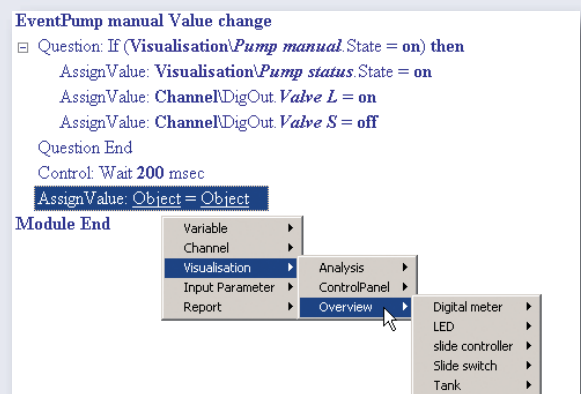 EventPump manual Value change
Question: If (Visualisation\Pump manual.State = on) then
AssignValue: Visualisation\Pump status.State = on
AssignValue: Channel\DigOut.Valve L = on
AssignValue: Channel\DigOut.Valve S = off
Question End
Control: Wait 200 msec
AssignValue: Object = Object
Module End
Variable
Channel
Visualisation
Input Parameter
Report
Analysis
ControlPanel
Overview
Digital meter
LED
slide controller
Slide switch
Tank